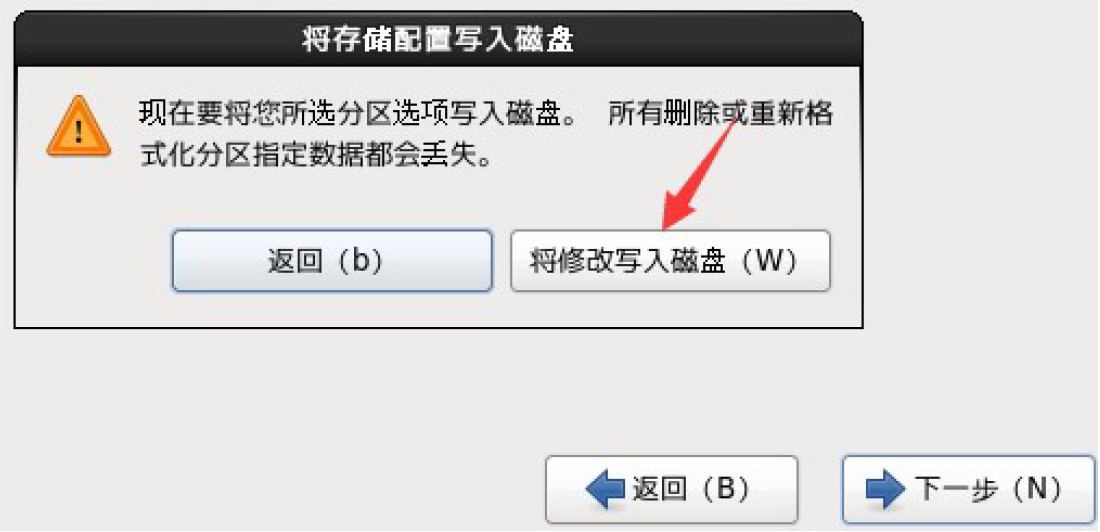 将存储配置写入磁盘
现在要将您所选分区选项写入磁盘。 所有删除或重新格
式化分区指定数据都会丢失。
返回（b） 将修改写入磁盘（W）
返回（B） 下一步（N）